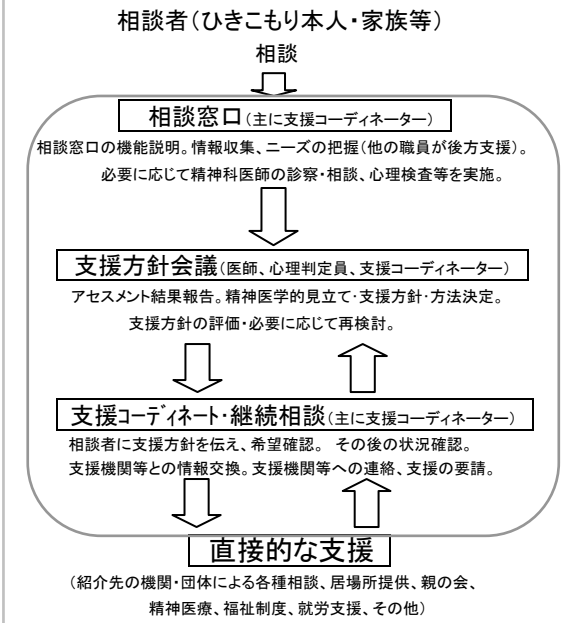 相談者（ひきこもり本人・家族等）
相談
相談窓口（主に支援コーディネーター）
相談窓口の機能説明。情報収集、ニーズの把握（他の職員が後方支援）。
必要に応じて精神科医師の診察・相談、心理検査等を実施。
支援方針会議（医師、心理判定員、支援コーディネーター）
アセスメント結果報告。精神医学的見立て・支援方針・方法決定。
支援方針の評価・必要に応じて再検討。
支援コーディネート・継続相談（主に支援コーディネーター）
相談者に支援方針を伝え、希望確認。 その後の状況確認。
支援機関等との情報交換。支援機関等への連絡、支援の要請。
直接的な支援
（紹介先の機関・団体による各種相談、居場所提供、親の会、
精神医療、福祉制度、就労支援、その他）